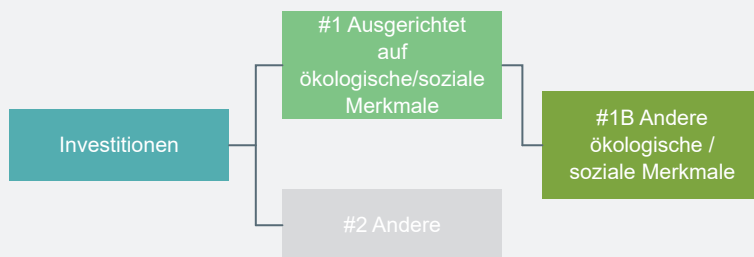 #1 Ausgerichtet
auf
ökologische/soziale
Merkmale
Investitionen
#1B Andere
ökologische /
soziale Merkmale
#2 Andere